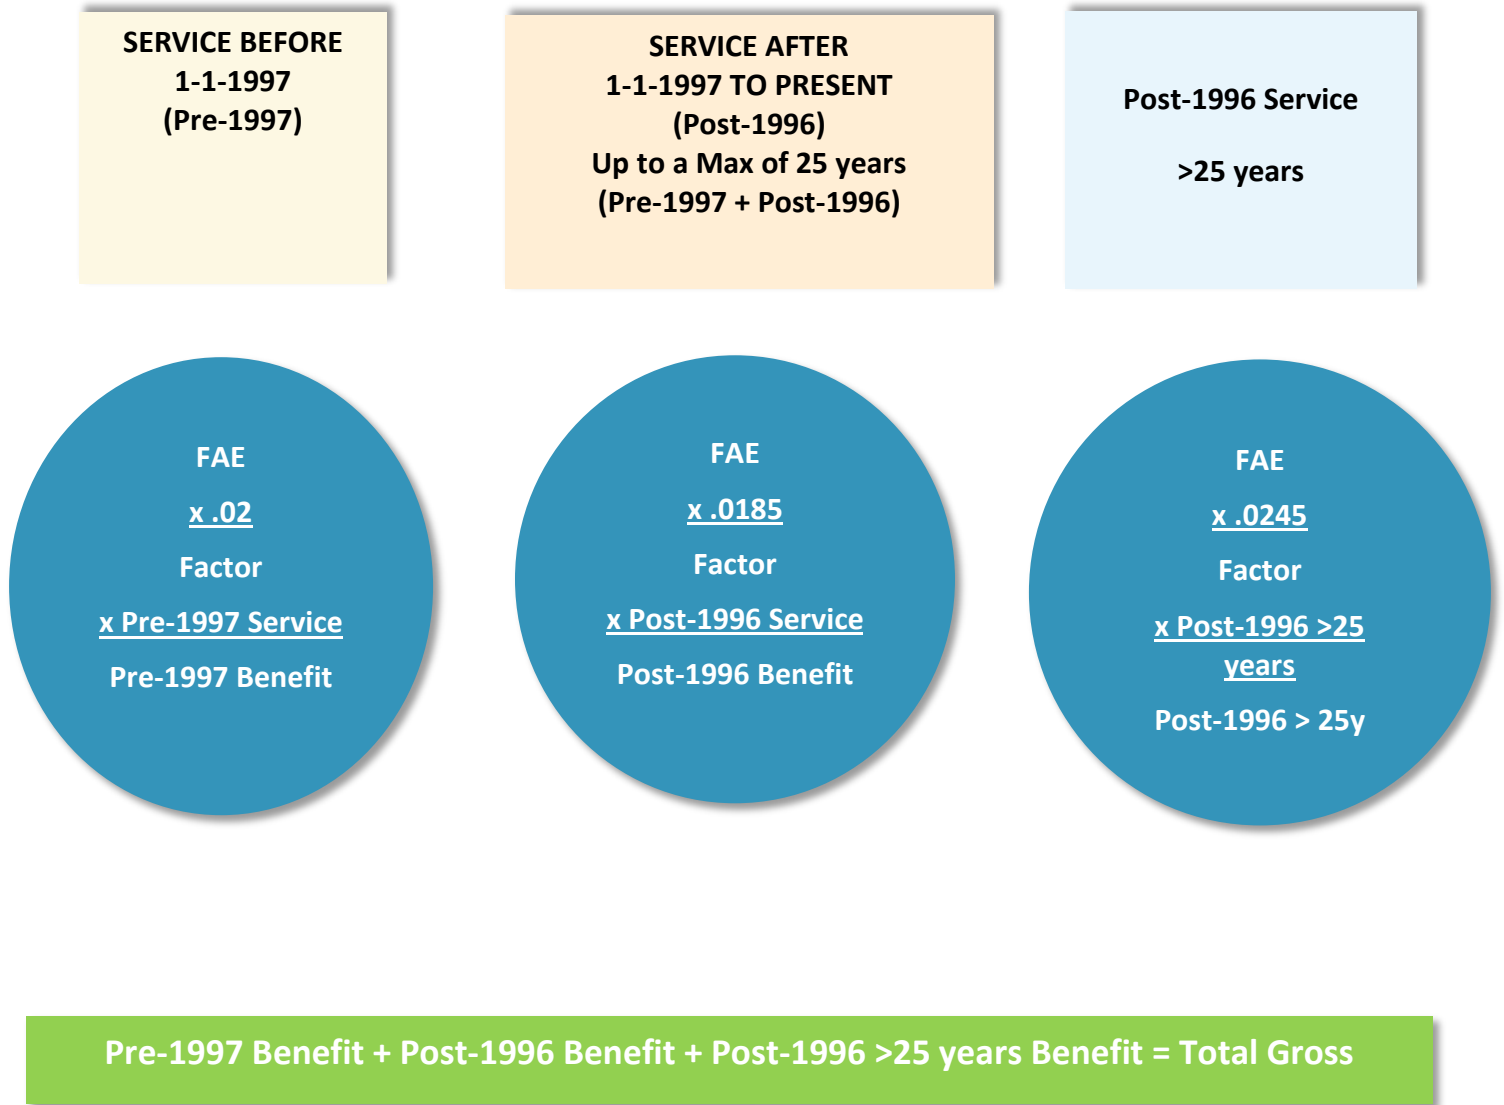 SERVICE BEFORE
1-1-1997
(Pre-1997)
SERVICE AFTER
1-1-1997 TO PRESENT
(Post-1996)
Up to a Max of 25 years
(Pre-1997 + Post-1996)
Post-1996 Service
>25 years
FAE
x .02
Factor
x Pre-1997 Service
Pre-1997 Benefit
FAE
x .0185
Factor
x Post-1996 Service
Post-1996 Benefit
FAE
x .0245
Factor
x Post-1996 >25
years
Post-1996 > 25y
Pre-1997 Benefit + Post-1996 Benefit + Post-1996 >25 years Benefit = Total Gross